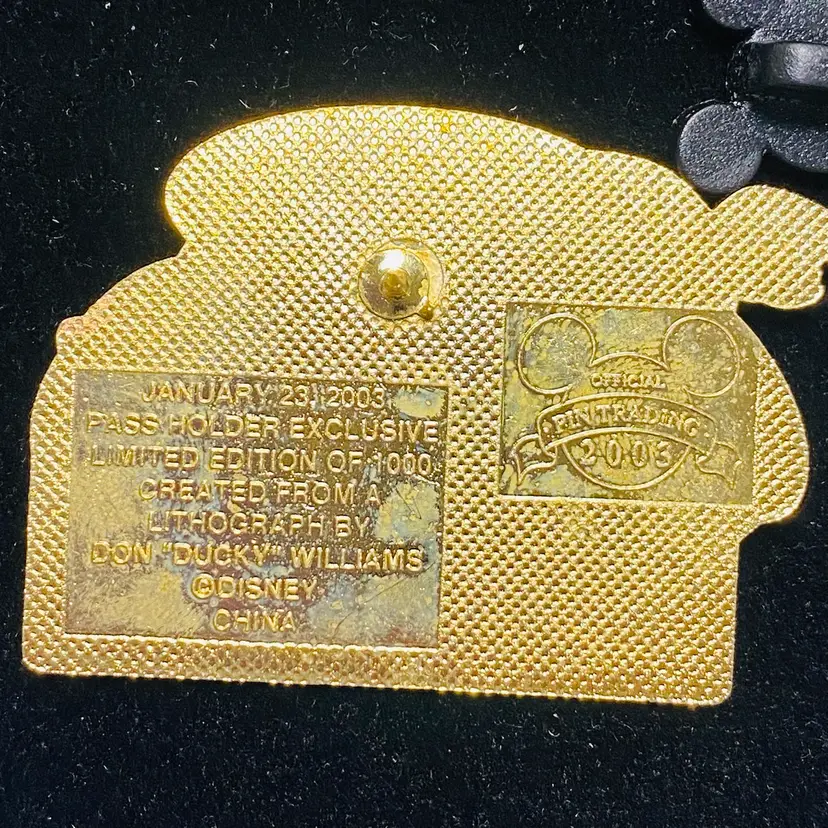 JANUARY 23, 2003
PASS HOLDER EXCLUSIVE
LIMITED EDITION OF 1000
CREATED FROM A
LITHOGRAPH BY
DON "DUCKY" WILLIAMS
©DISNEY
CHINA
OFFICIAL
PIN TRADING
2003